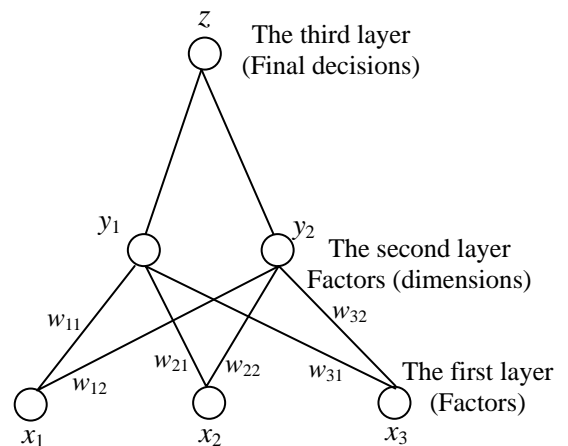 z
The third layer
(Final decisions)
y1
y2
The second layer
Factors (dimensions)
w11
w32
w12
w21
w22
w31
The first layer
(Factors)
x1
x2
x3